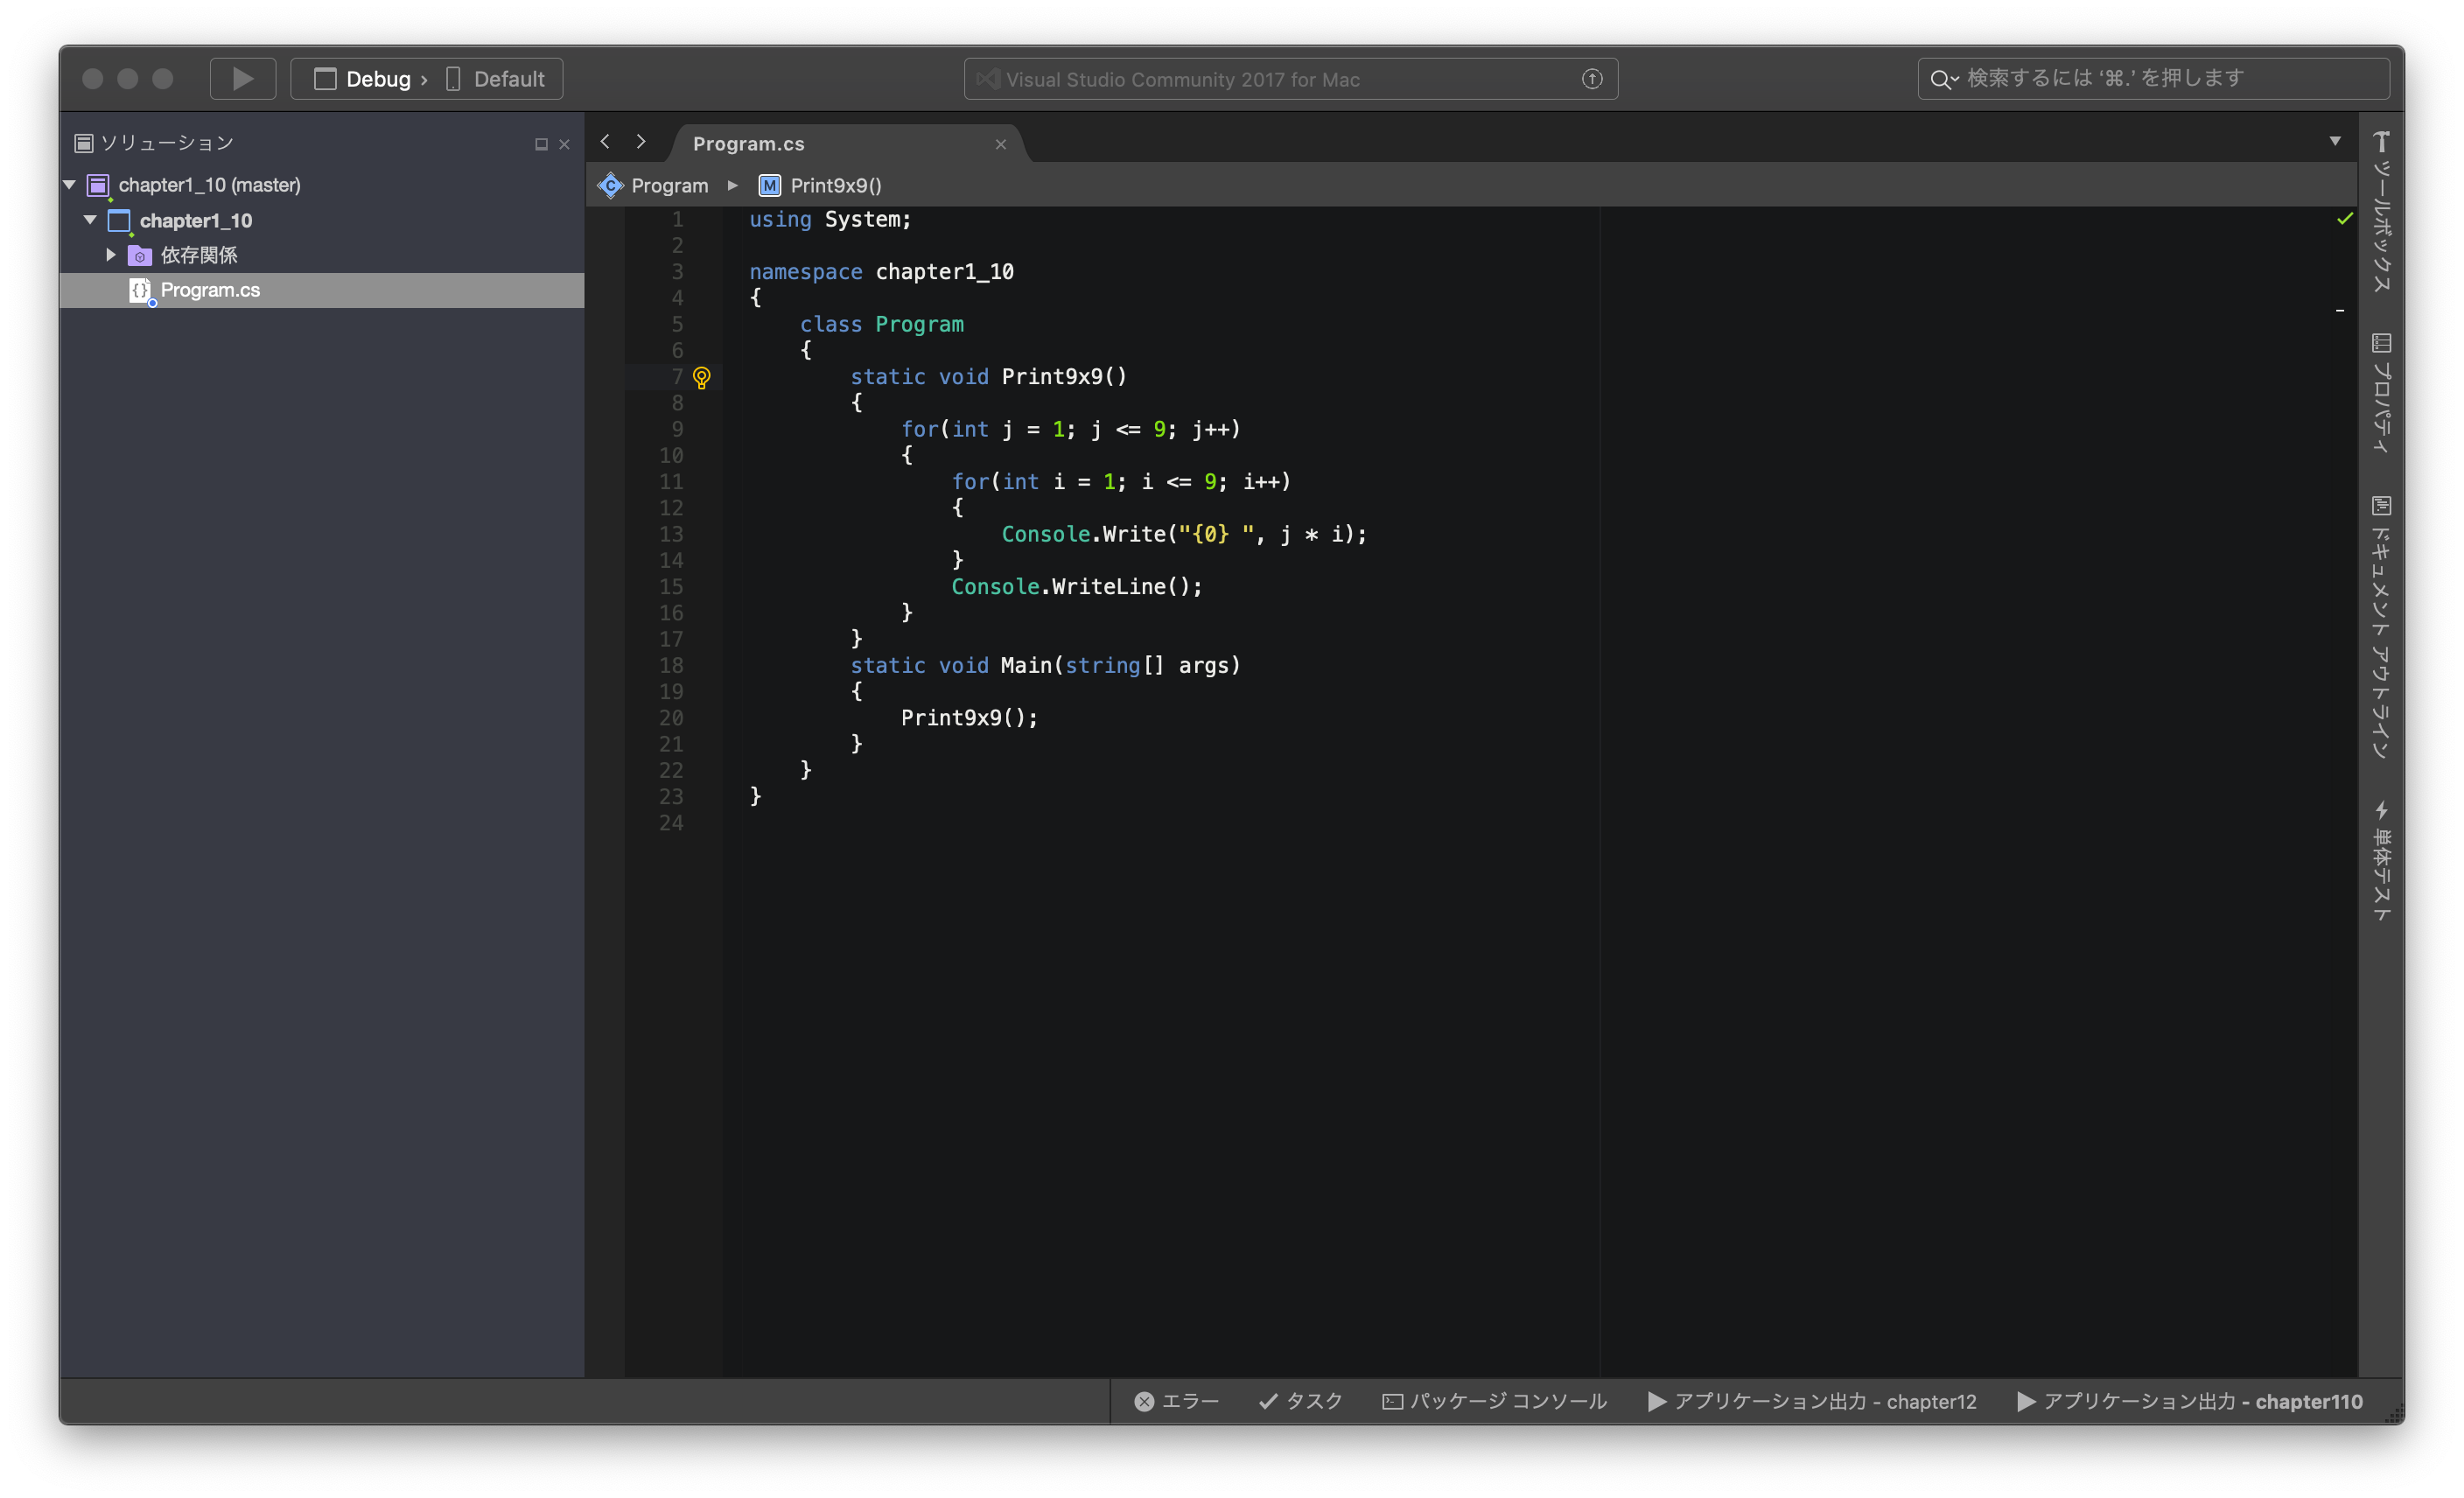 Debug › Default
Visual Studio Community 2017 for Mac
検索するには ‘⌘.’ を押します
ソリューション
chapter1_10 (master)
chapter1_10
依存関係
Program.cs
Program.cs
Program
M Print9x9()
1 using System;
2
3 namespace chapter1_10
4 {
5     class Program
6     {
7         static void Print9x9()
8         {
9             for(int j = 1; j <= 9; j++)
10             {
11                 for(int i = 1; i <= 9; i++)
12                 {
13                     Console.Write("{0} ", j * i);
14                 }
15                 Console.WriteLine();
16             }
17         }
18         static void Main(string[] args)
19         {
20             Print9x9();
21         }
22     }
23 }
24
ツールボックス
プロパティ
ドキュメント アウトライン
単体テスト
エラー
タスク
パッケージ コンソール
アプリケーション出力 - chapter12
アプリケーション出力 - chapter110